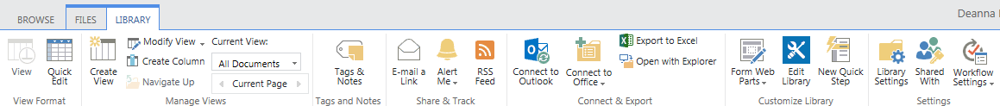 BROWSE FILES LIBRARY Deanna
View
Quick
Edit
View Format
Create
View
Modify View
Create Column
Navigate Up
Current View:
All Documents
Current Page
Manage Views
Tags &
Notes
Tags and Notes
E-mail a
Link
Alert
Me
RSS
Feed
Share & Track
Connect to
Outlook
Connect to
Office
Export to Excel
Open with Explorer
Connect & Export
Form Web
Parts
Edit
Library
New Quick
Step
Customize Library
Library
Settings
Shared
With
Workflow
Settings
Settings